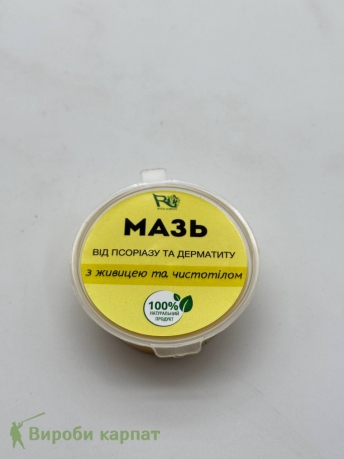 МАЗЬ
ВІД ПСОРІАЗУ ТА ДЕРМАТИТУ
з живицею та чистотілом
100%
НАТУРАЛЬНИЙ
ПРОДУКТ
Вироби карпат